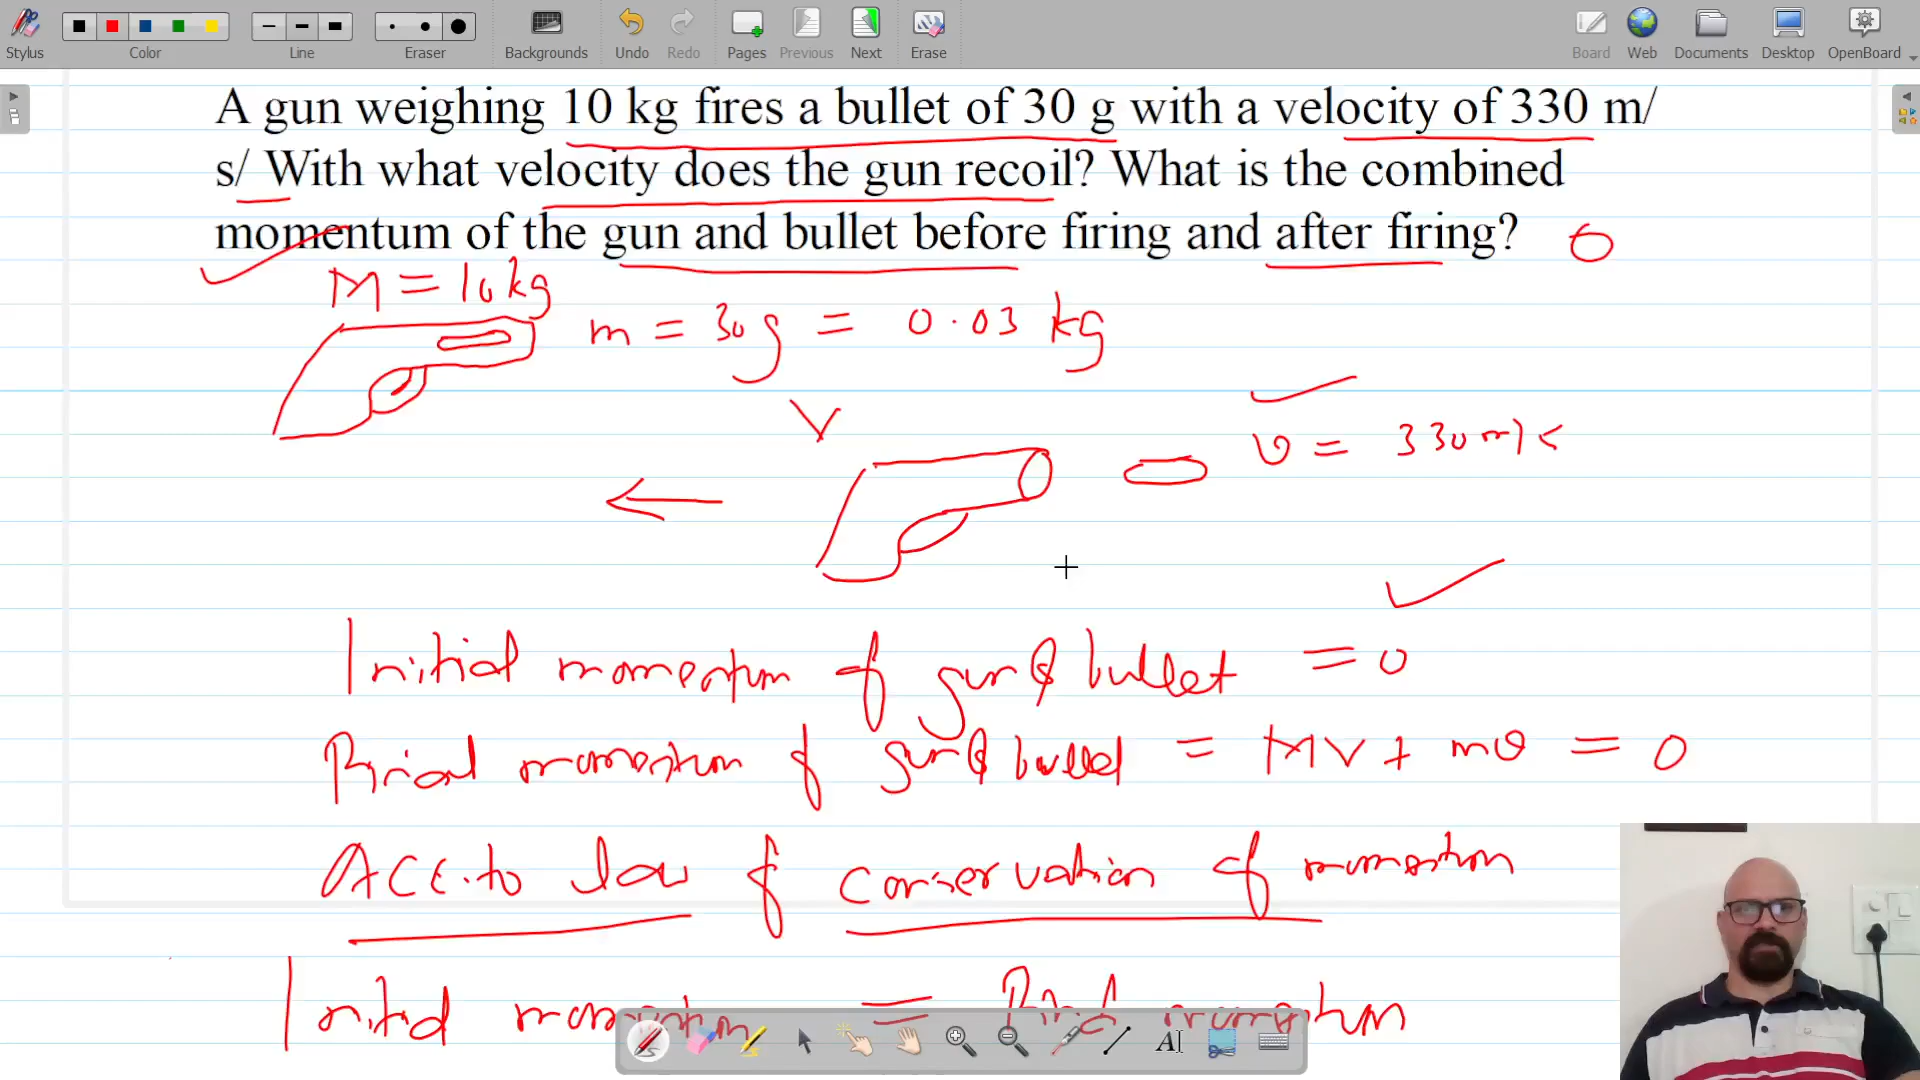 Stylus Color Line Eraser Backgrounds Undo Redo Pages Previous Next Erase Board Web Documents Desktop OpenBoard
A gun weighing 10 kg fires a bullet of 30 g with a velocity of 330 m/
s/ With what velocity does the gun recoil? What is the combined
momentum of the gun and bullet before firing and after firing? 0
M = 10 kg
m = 30 g = 0.03 kg
V
v = 330 m/s
Initial momentum of gun & bullet = 0
Final momentum of gun & bullet = MV + mv = 0
Acc. to law of conservation of momentum
Initial momentum = Final momentum